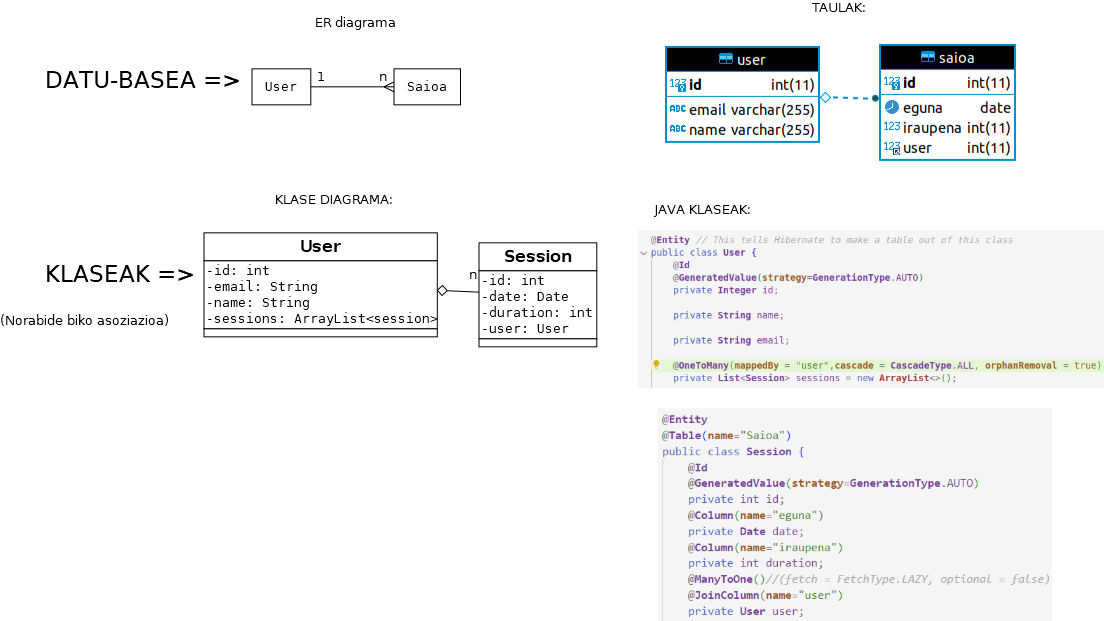 ER diagrama
DATU-BASEA =>
User
1
n
Saioa
TAULAK:
user
id int(11)
email varchar(255)
name varchar(255)
saioa
id int(11)
eguna date
iraupena int(11)
user int(11)
KLASE DIAGRAMA:
KLASEAK =>
(Norabide biko asoziazioa)
User
-id: int
-email: String
-name: String
-sessions: ArrayList<session>
n
Session
-id: int
-date: Date
-duration: int
-user: User
JAVA KLASEAK:
@Entity // This tells Hibernate to make a table out of this class
public class User {
@Id
@GeneratedValue(strategy=GenerationType.AUTO)
private Integer id;
private String name;
private String email;
@OneToMany(mappedBy = "user",cascade = CascadeType.ALL, orphanRemoval = true)
private List<Session> sessions = new ArrayList<>();
@Entity
@Table(name="Saioa")
public class Session {
@Id
@GeneratedValue(strategy=GenerationType.AUTO)
private int id;
@Column(name="eguna")
private Date date;
@Column(name="iraupena")
private int duration;
@ManyToOne()//(fetch = FetchType.LAZY, optional = false)
@JoinColumn(name="user")
private User user;